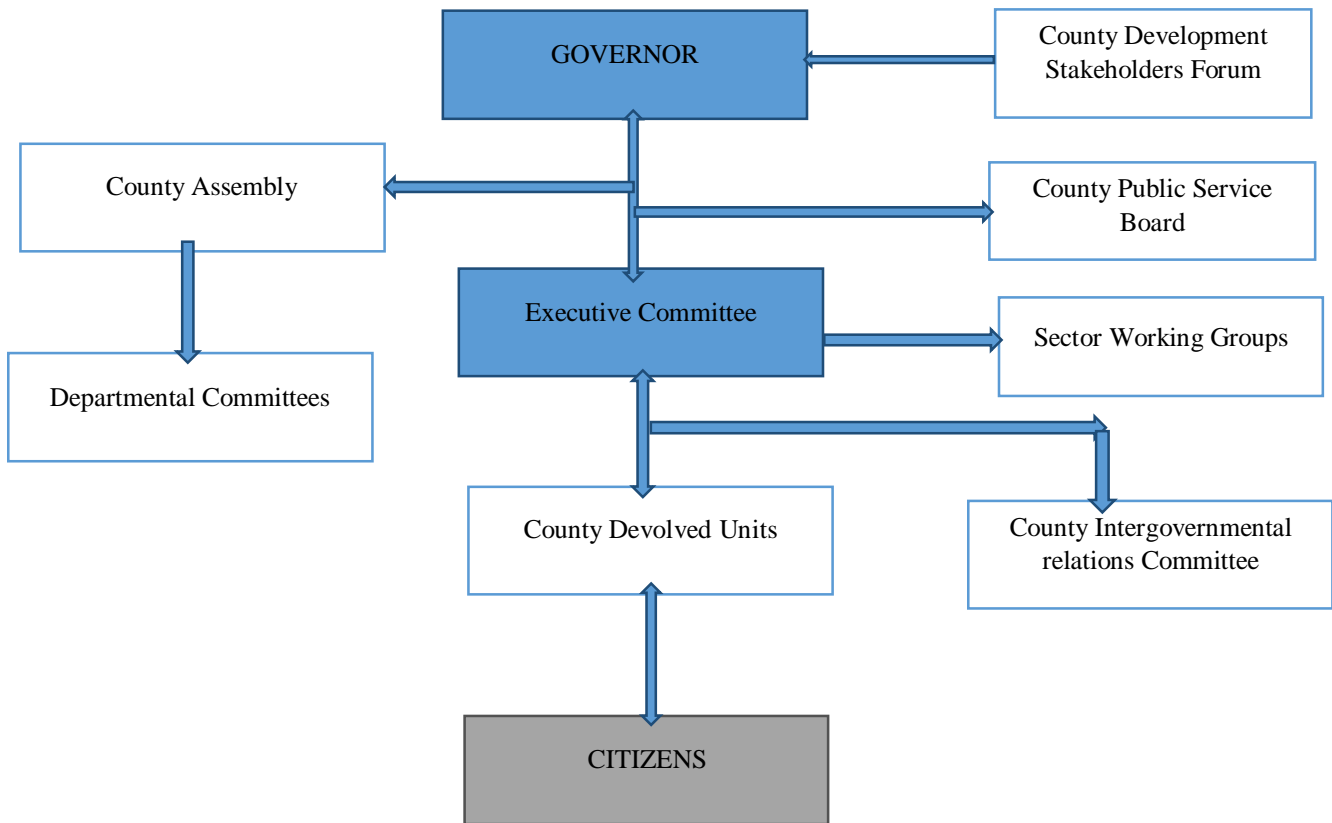 GOVERNOR
County Development
Stakeholders Forum
County Assembly
County Public Service
Board
Executive Committee
Sector Working Groups
Departmental Committees
County Devolved Units
County Intergovernmental
relations Committee
CITIZENS